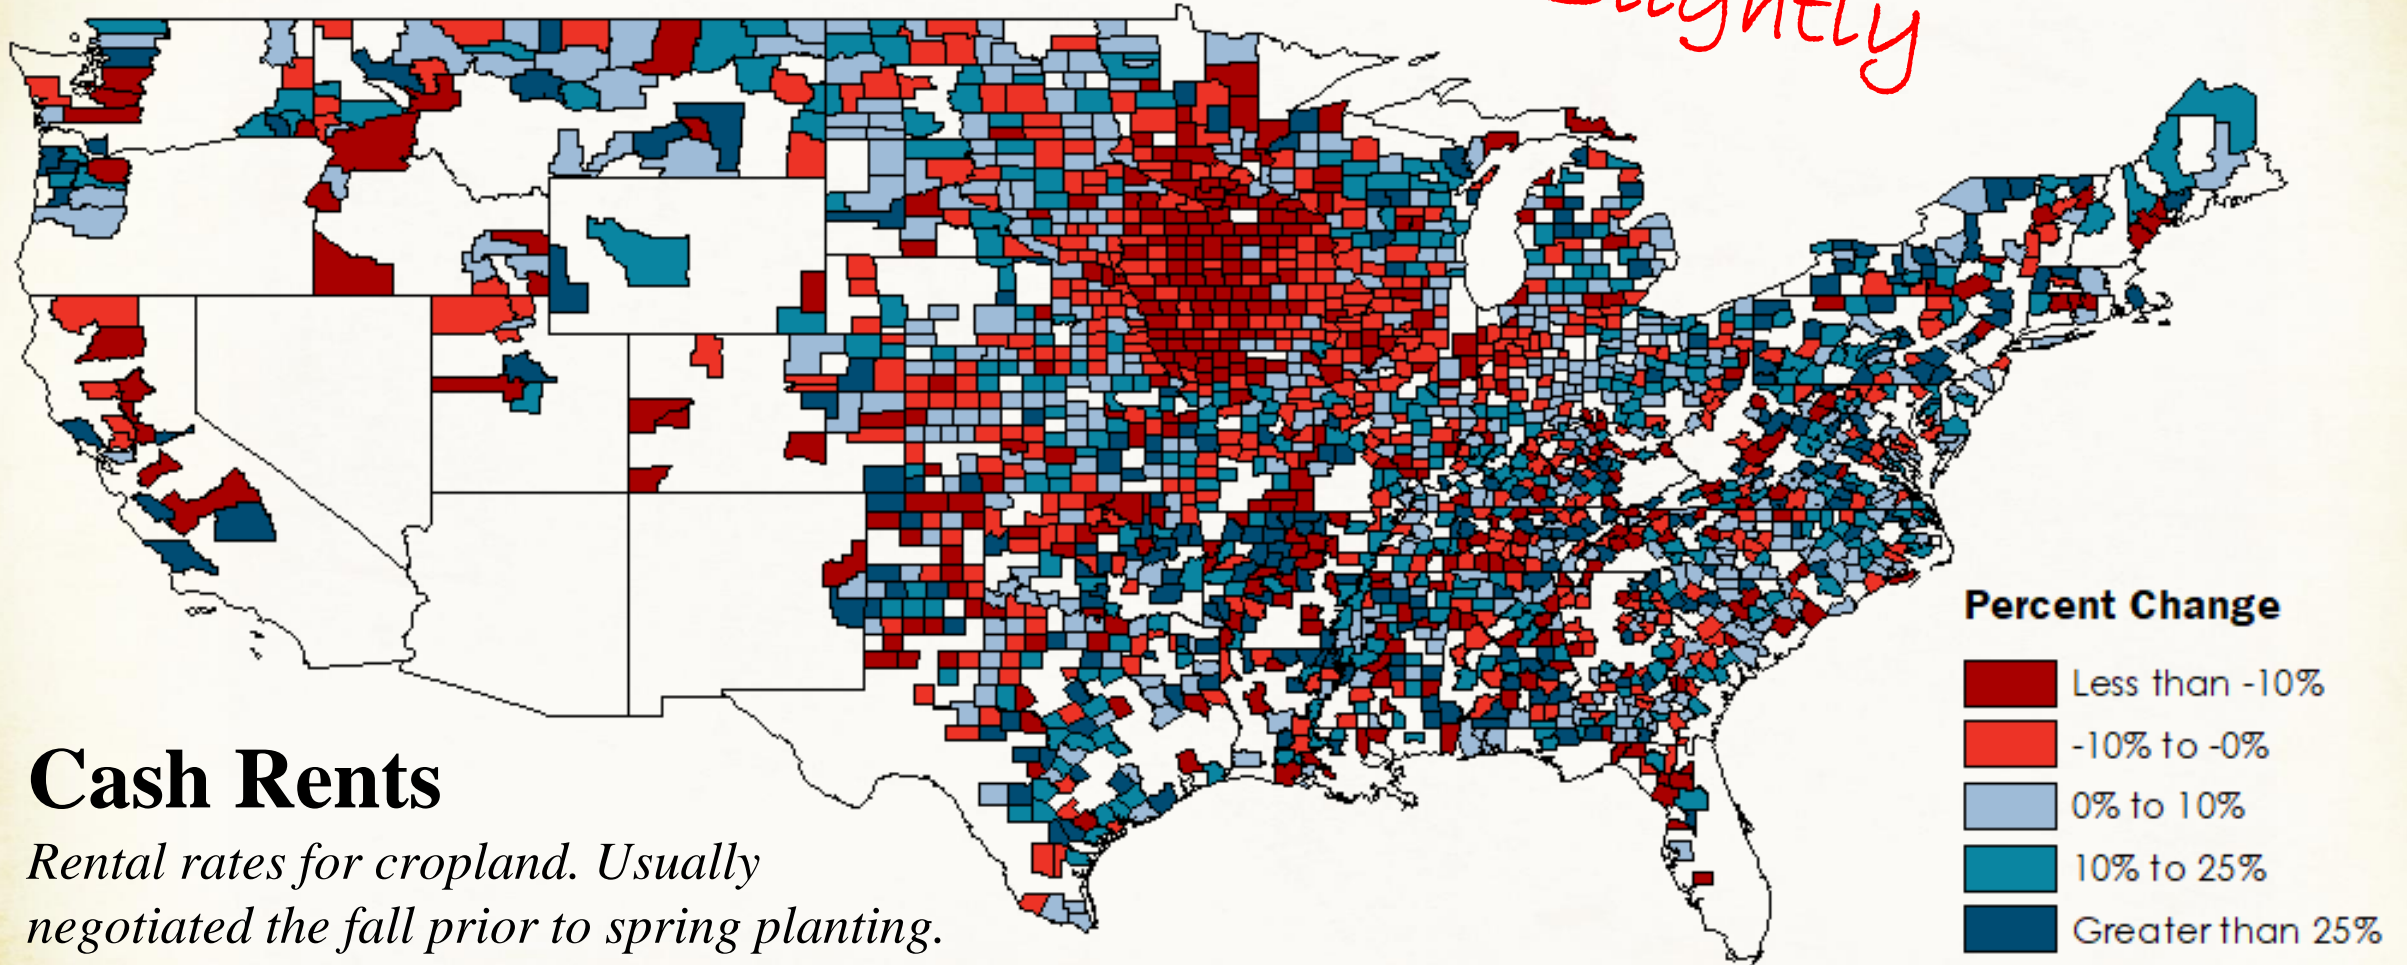 Slightly
Cash Rents
Rental rates for cropland. Usually
negotiated the fall prior to spring planting.
Percent Change
Less than -10%
-10% to -0%
0% to 10%
10% to 25%
Greater than 25%